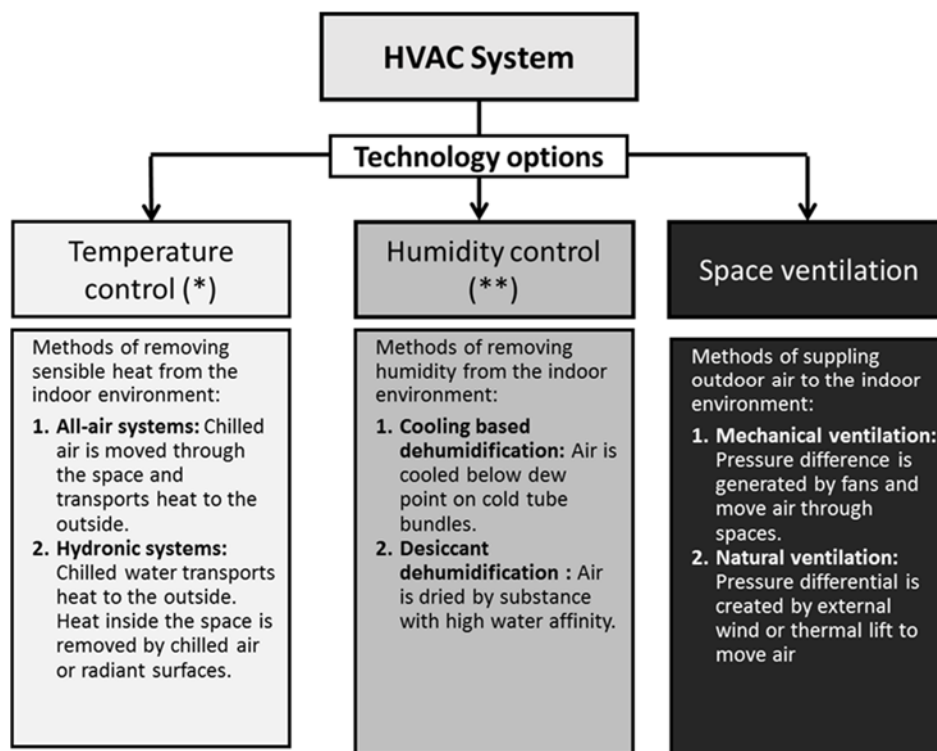 HVAC System
Technology options
Temperature
control (*)
Methods of removing
sensible heat from the
indoor environment:
1. All-air systems: Chilled
air is moved through
the space and
transports heat to the
outside.
2. Hydronic systems:
Chilled water transports
heat to the outside.
Heat inside the space is
removed by chilled air
or radiant surfaces.
Humidity control
(**)
Methods of removing
humidity from the indoor
environment:
1. Cooling based
dehumidification: Air is
cooled below dew
point on cold tube
bundles.
2. Desiccant
dehumidification : Air
is dried by substance
with high water affinity.
Space ventilation
Methods of suppling
outdoor air to the indoor
environment:
1. Mechanical ventilation:
Pressure difference is
generated by fans and
move air through
spaces.
2. Natural ventilation:
Pressure differential is
created by external
wind or thermal lift to
move air